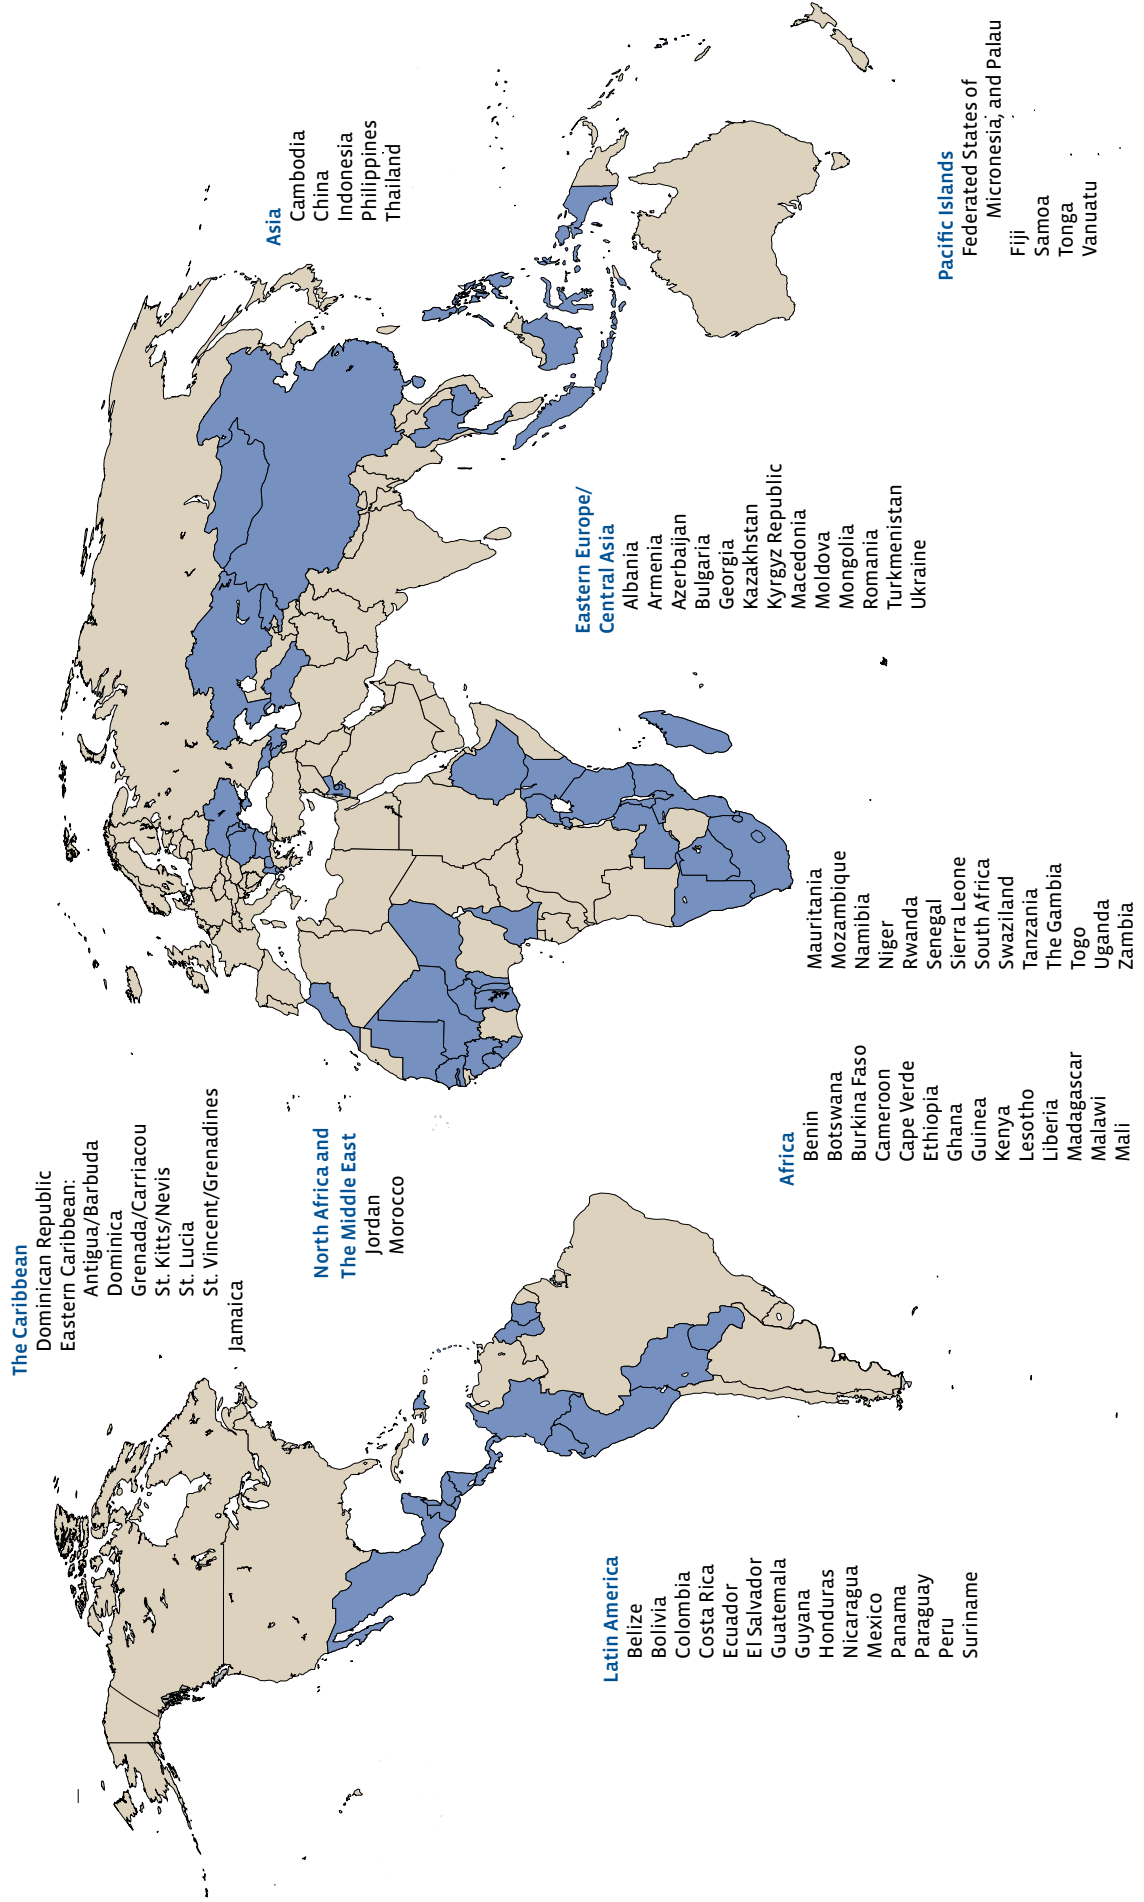 The Caribbean
Dominican Republic
Eastern Caribbean:
Antigua/Barbuda
Dominica
Grenada/Carriacou
St. Kitts/Nevis
St. Lucia
St. Vincent/Grenadines
Jamaica
North Africa and
The Middle East
Jordan
Morocco
Asia
Cambodia
China
Indonesia
Philippines
Thailand
Eastern Europe/
Central Asia
Albania
Armenia
Azerbaijan
Bulgaria
Georgia
Kazakhstan
Kyrgyz Republic
Macedonia
Moldova
Mongolia
Romania
Turkmenistan
Ukraine
Latin America
Belize
Bolivia
Colombia
Costa Rica
Ecuador
El Salvador
Guatemala
Guyana
Honduras
Nicaragua
Mexico
Panama
Paraguay
Peru
Suriname
Africa
Benin
Botswana
Burkina Faso
Cameroon
Cape Verde
Ethiopia
Ghana
Guinea
Kenya
Lesotho
Liberia
Madagascar
Malawi
Mali
Mauritania
Mozambique
Namibia
Niger
Rwanda
Senegal
Sierra Leone
South Africa
Swaziland
Tanzania
The Gambia
Togo
Uganda
Zambia
Pacific Islands
Federated States of
Micronesia, and Palau
Fiji
Samoa
Tonga
Vanuatu